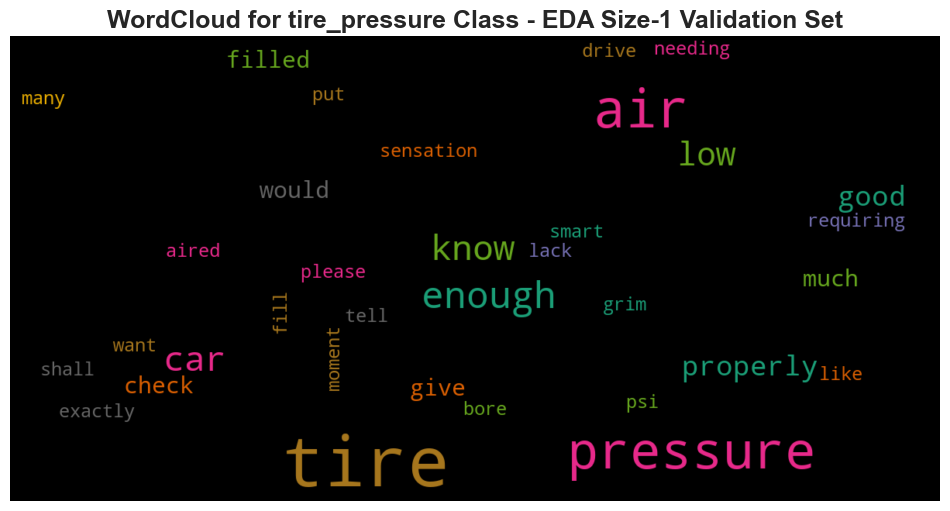 WordCloud for tire_pressure Class - EDA Size-1 Validation Set
drive
needing
filled
many
put
air
sensation
low
would
good
requiring
smart
know
lack
aired
please
much
enough
fill
grim
tell
want
moment
car
shall
properly
like
check
give
exactly
bore
psi
tire
pressure